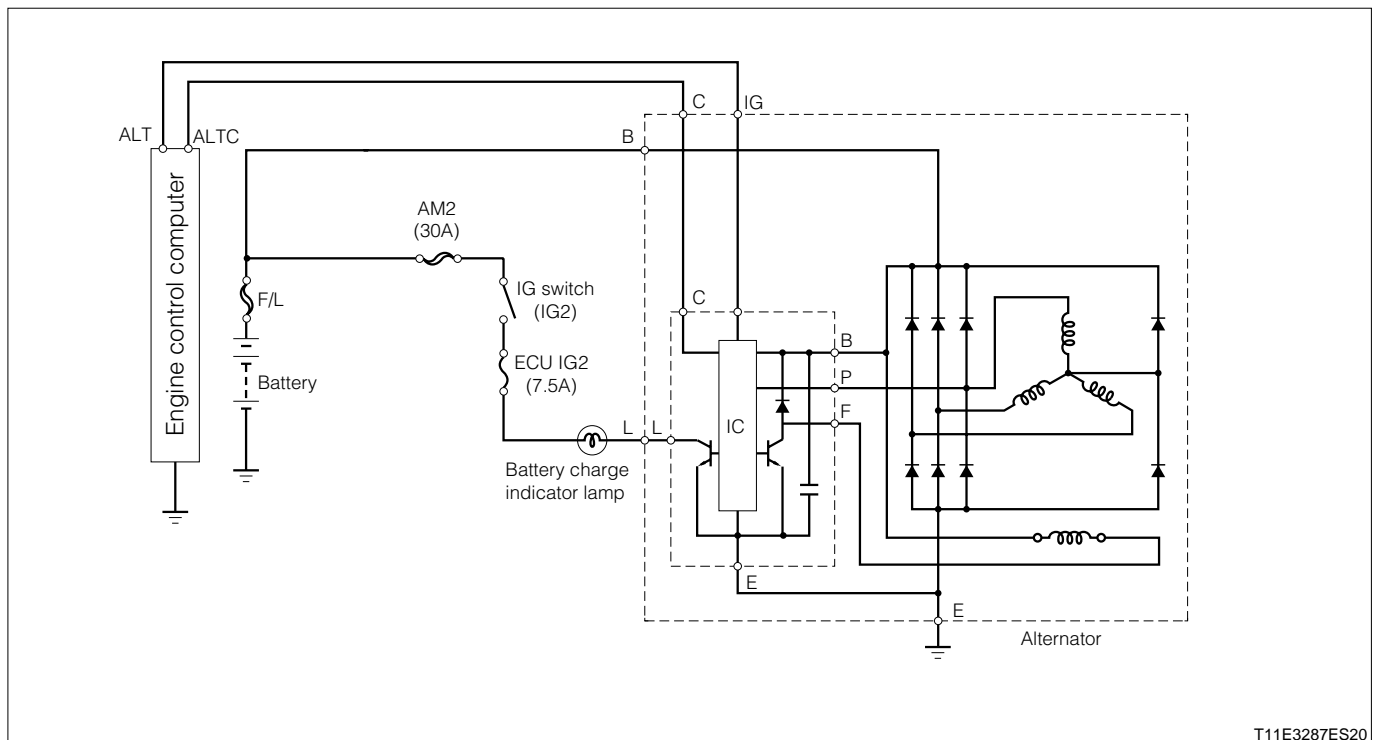 C
IG
ALT
ALTC
B
Engine control computer
AM2
(30A)
F/L
IG switch
(IG2)
C
ECU IG2
(7.5A)
B
Battery
P
F
L
L
IC
Battery charge
indicator lamp
E
E
Alternator
T11E3287ES20